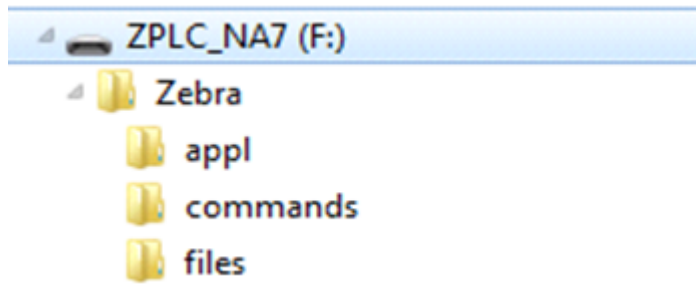 ZPLC_NA7 (F:)
Zebra
appl
commands
files